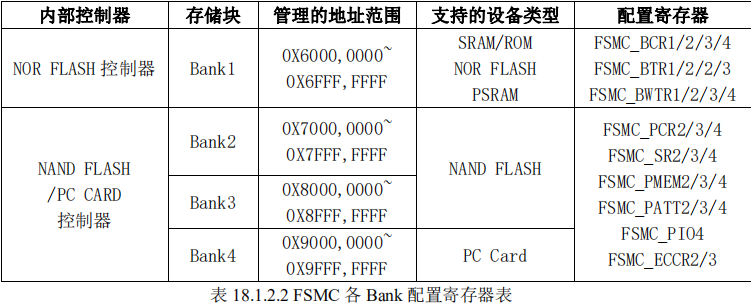 内部控制器 存储块 管理的地址范围 支持的设备类型 配置寄存器
NOR FLASH 控制器 Bank1 0X6000,0000~ 0X6FFF,FFFF
SRAM/ROM
NOR FLASH
PSRAM
FSMC_BCR1/2/3/4
FSMC_BTR1/2/2/3
FSMC_BWTR1/2/3/4
NAND FLASH
/PC CARD
控制器
Bank2
0X7000,0000~
0X7FFF,FFFF
Bank3
0X8000,0000~
0X8FFF,FFFF
NAND FLASH
Bank4
0X9000,0000~
0X9FFF,FFFF
PC Card
FSMC_PCR2/3/4
FSMC_SR2/3/4
FSMC_PMEM2/3/4
FSMC_PATT2/3/4
FSMC_PIO4
FSMC_ECCR2/3
表 18.1.2.2 FSMC 各 Bank 配置寄存器表